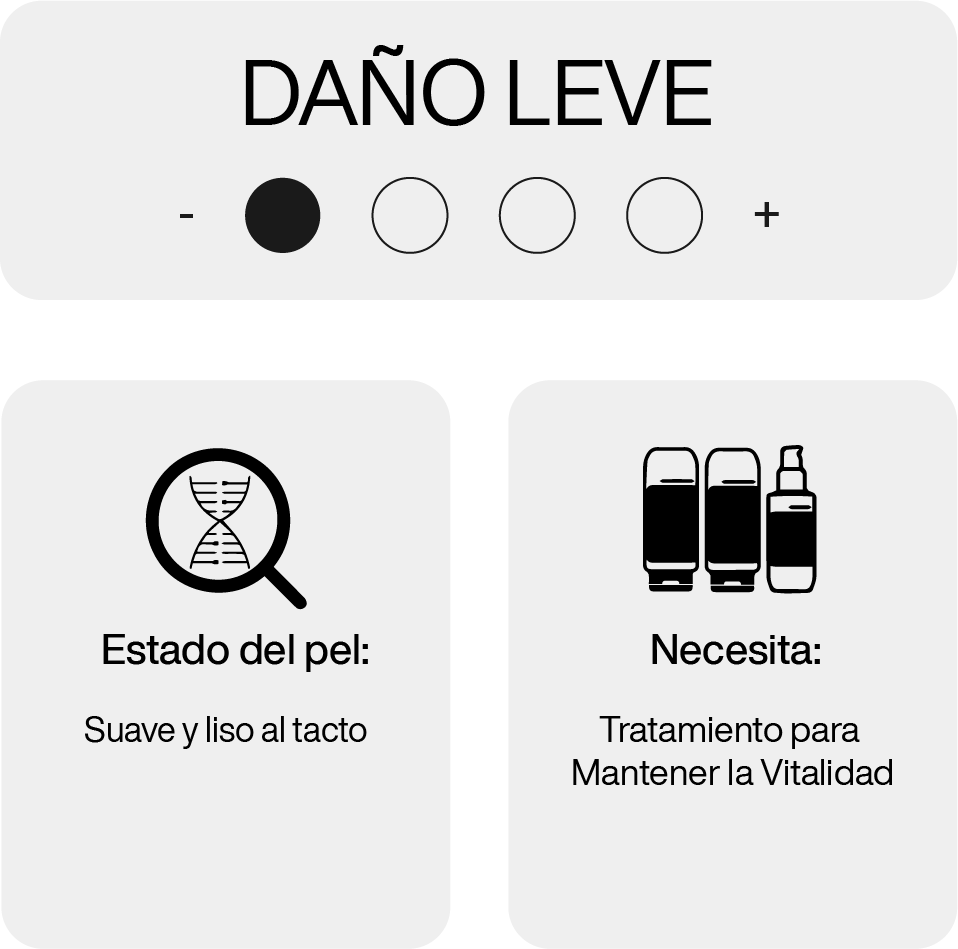 DAÑO LEVE
- +
Estado del pel:
Suave y liso al tacto
Necesita:
Tratamiento para
Mantener la Vitalidad